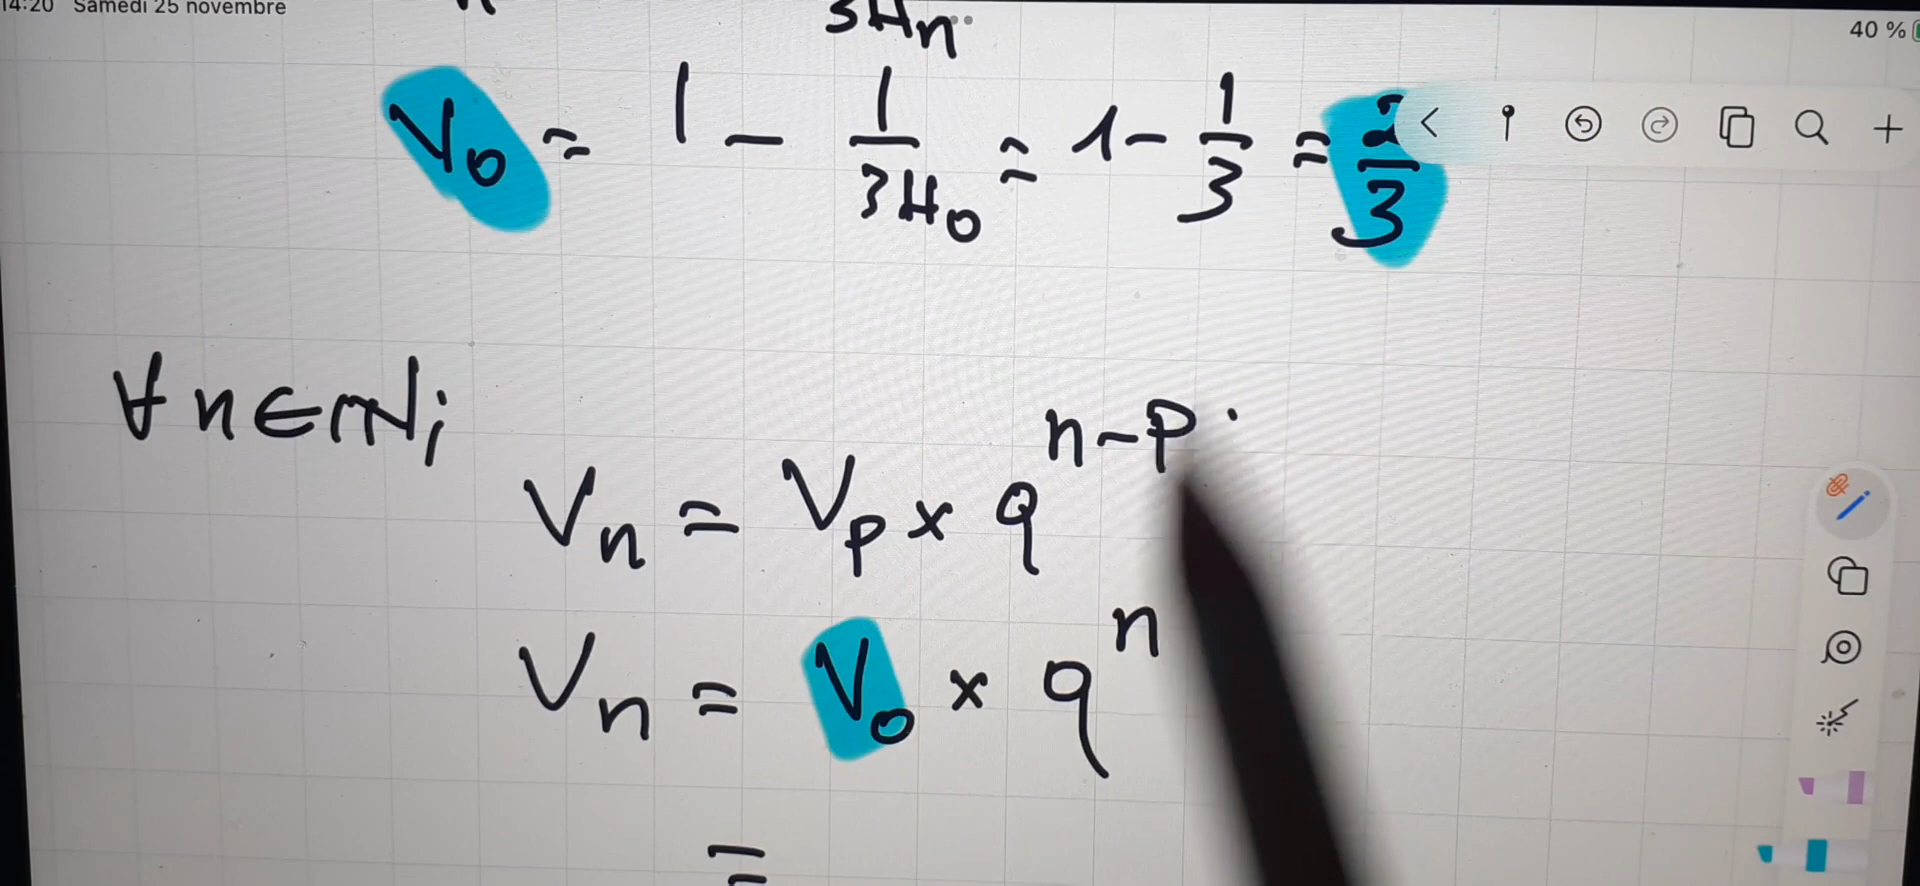 14:20 Samedi 25 novembre
40 %
3Hn
V0 = 1 - 1/3H0 = 1 - 1/3 = 2/3
∀ n ∈ ℕ;
Vn = Vp × q^(n-p)
Vn = V0 × q^n
=